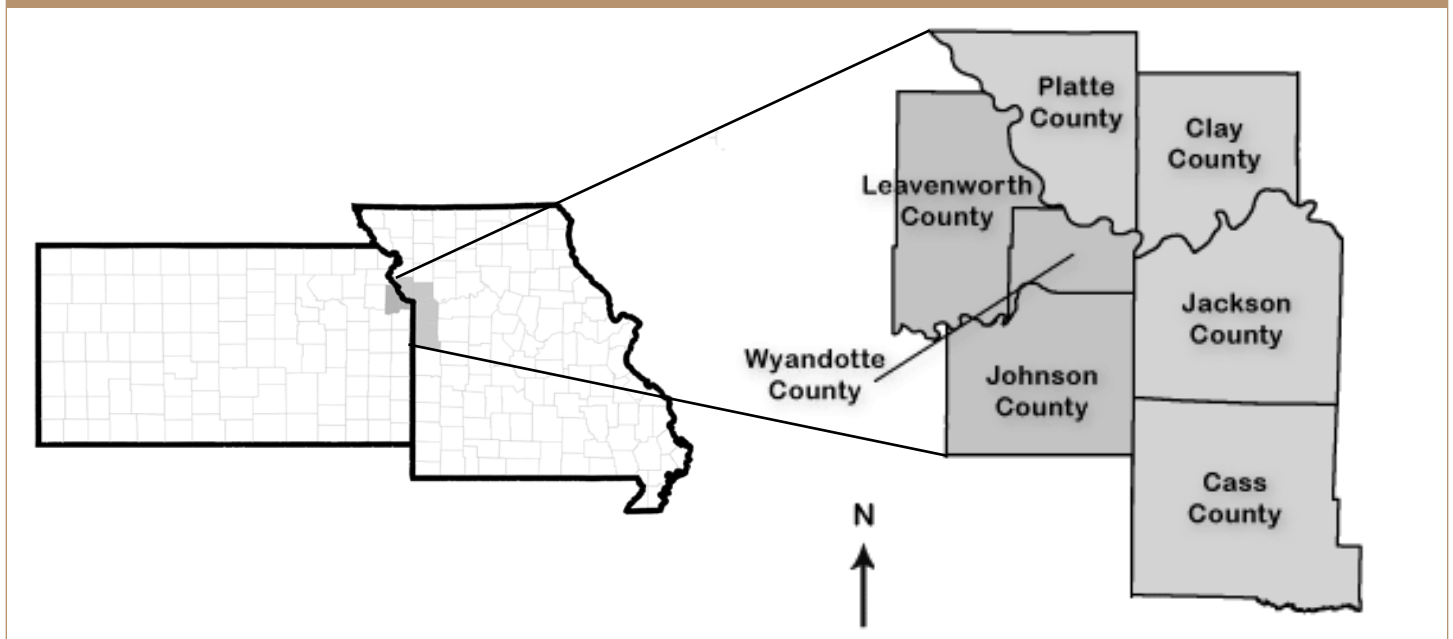 Platte
County
Clay
County
Leavenworth
County
Jackson
County
Wyandotte
County
Johnson
County
Cass
County
N